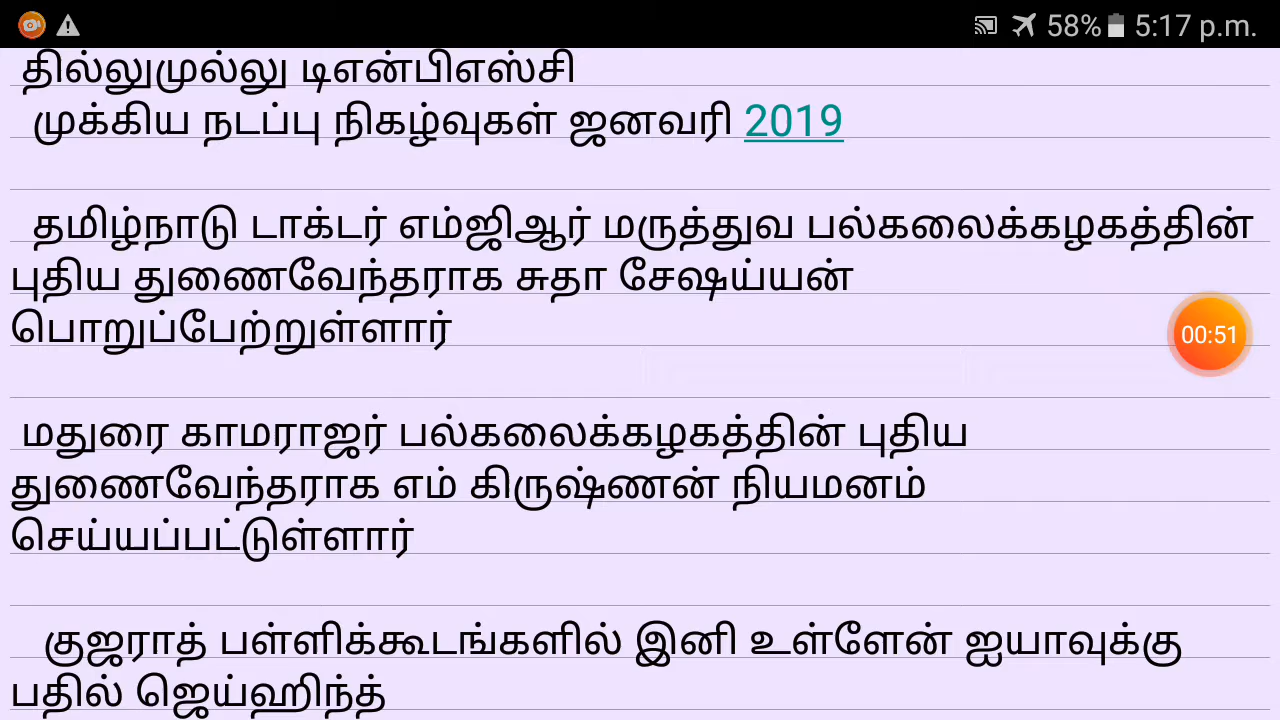 58% 5:17 p.m.
தில்லுமுல்லு டிஎன்பிஎஸ்சி
முக்கிய நடப்பு நிகழ்வுகள் ஜனவரி 2019
தமிழ்நாடு டாக்டர் எம்ஜிஆர் மருத்துவ பல்கலைக்கழகத்தின்
புதிய துணைவேந்தராக சுதா சேஷய்யன்
பொறுப்பேற்றுள்ளார்
00:51
மதுரை காமராஜர் பல்கலைக்கழகத்தின் புதிய
துணைவேந்தராக எம் கிருஷ்ணன் நியமனம்
செய்யப்பட்டுள்ளார்
குஜராத் பள்ளிக்கூடங்களில் இனி உள்ளேன் ஐயாவுக்கு
பதில் ஜெய்ஹிந்த்